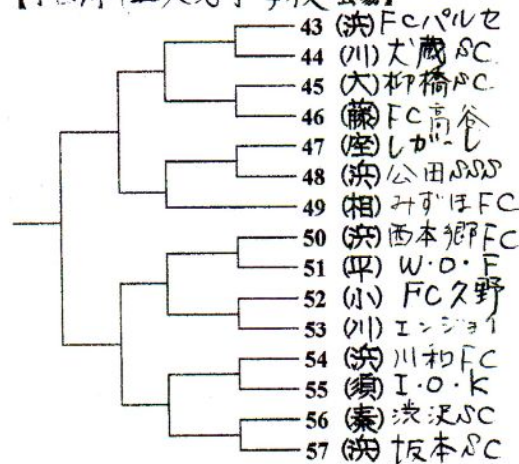 43 (浜) FCパルセ
44 (川) 犬蔵SC
45 (大) 柳橋SC
46 (藤) FC高谷
47 (座) レガーレ
48 (浜) 公田SSS
49 (相) みずほFC
50 (浜) 西本郷FC
51 (平) W・O・F
52 (小) FC久野
53 (川) エンジョイ
54 (浜) 川和FC
55 (須) I・O・K
56 (秦) 渋沢SC
57 (浜) 坂本SC